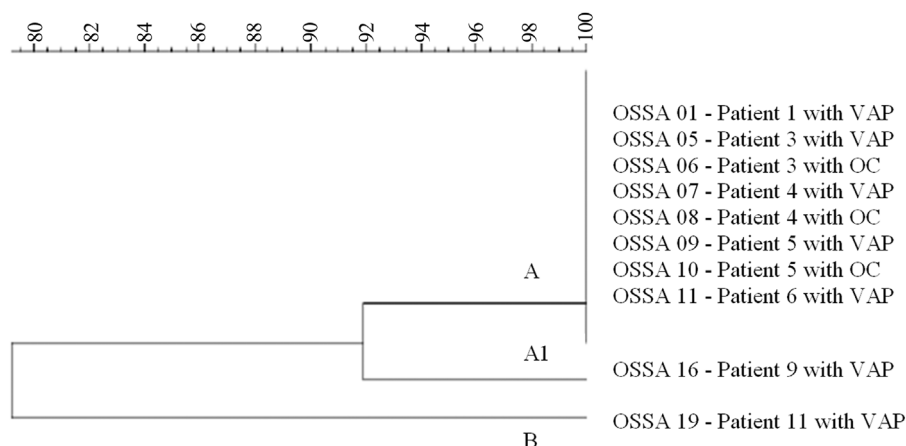 80 82 84 86 88 90 92 94 96 98 100
OSSA 01 - Patient 1 with VAP
OSSA 05 - Patient 3 with VAP
OSSA 06 - Patient 3 with OC
OSSA 07 - Patient 4 with VAP
OSSA 08 - Patient 4 with OC
OSSA 09 - Patient 5 with VAP
A
OSSA 10 - Patient 5 with OC
OSSA 11 - Patient 6 with VAP
A1
OSSA 16 - Patient 9 with VAP
OSSA 19 - Patient 11 with VAP
B